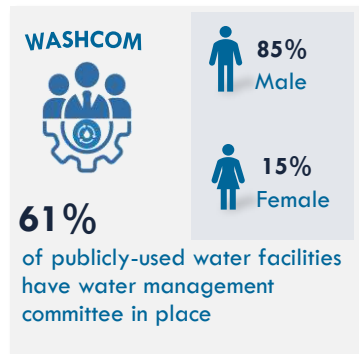 WASHCOM
85%
Male
15%
Female
61%
of publicly-used water facilities
have water management
committee in place